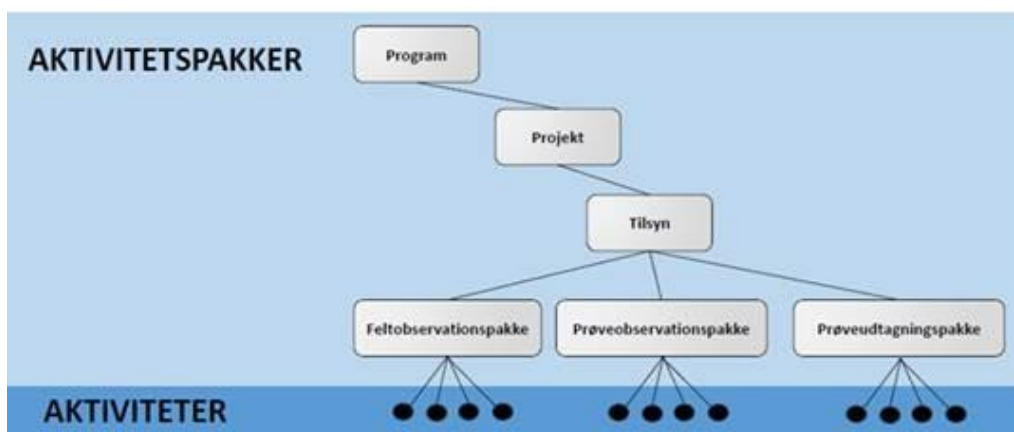 AKTIVITETSPAKKER
Program
Projekt
Tilsyn
Feltobservationspakke
Prøveobservationspakke
Prøveudtagningspakke
AKTIVITETER